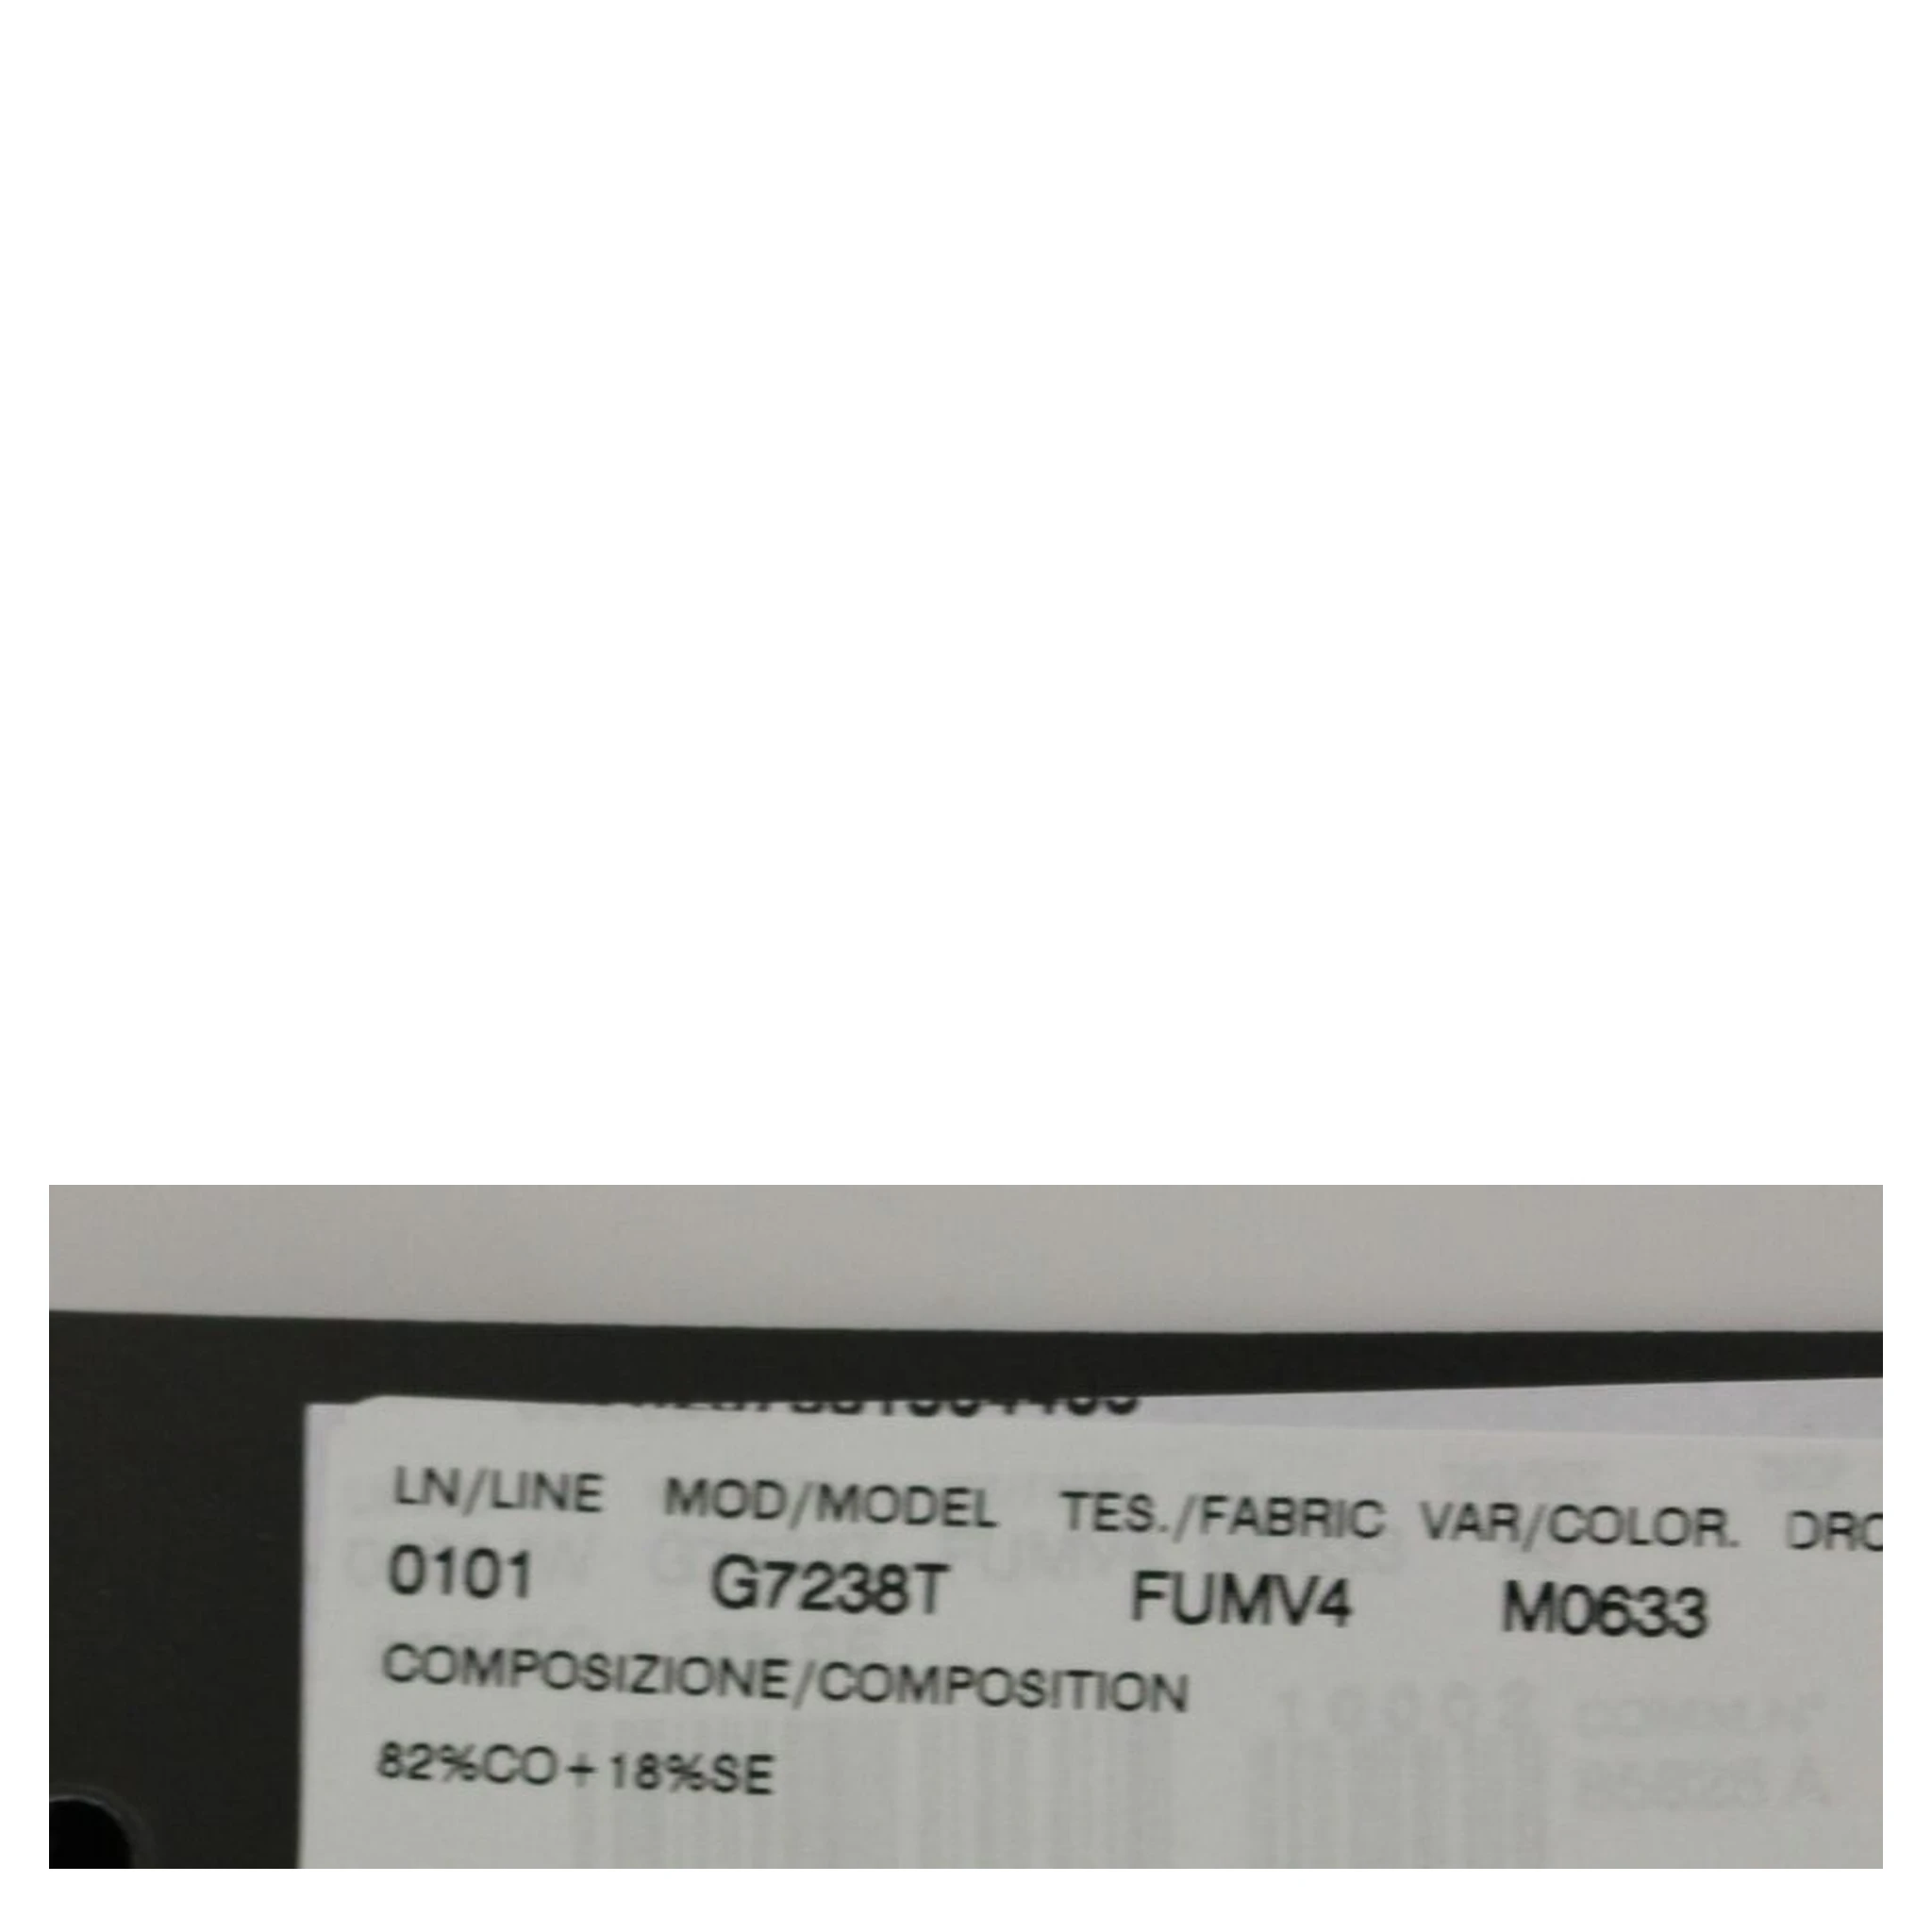 LN/LINE MOD/MODEL TES./FABRIC VAR/COLOR.
0101 G7238T FUMV4 M0633
COMPOSIZIONE/COMPOSITION
82%CO+18%SE